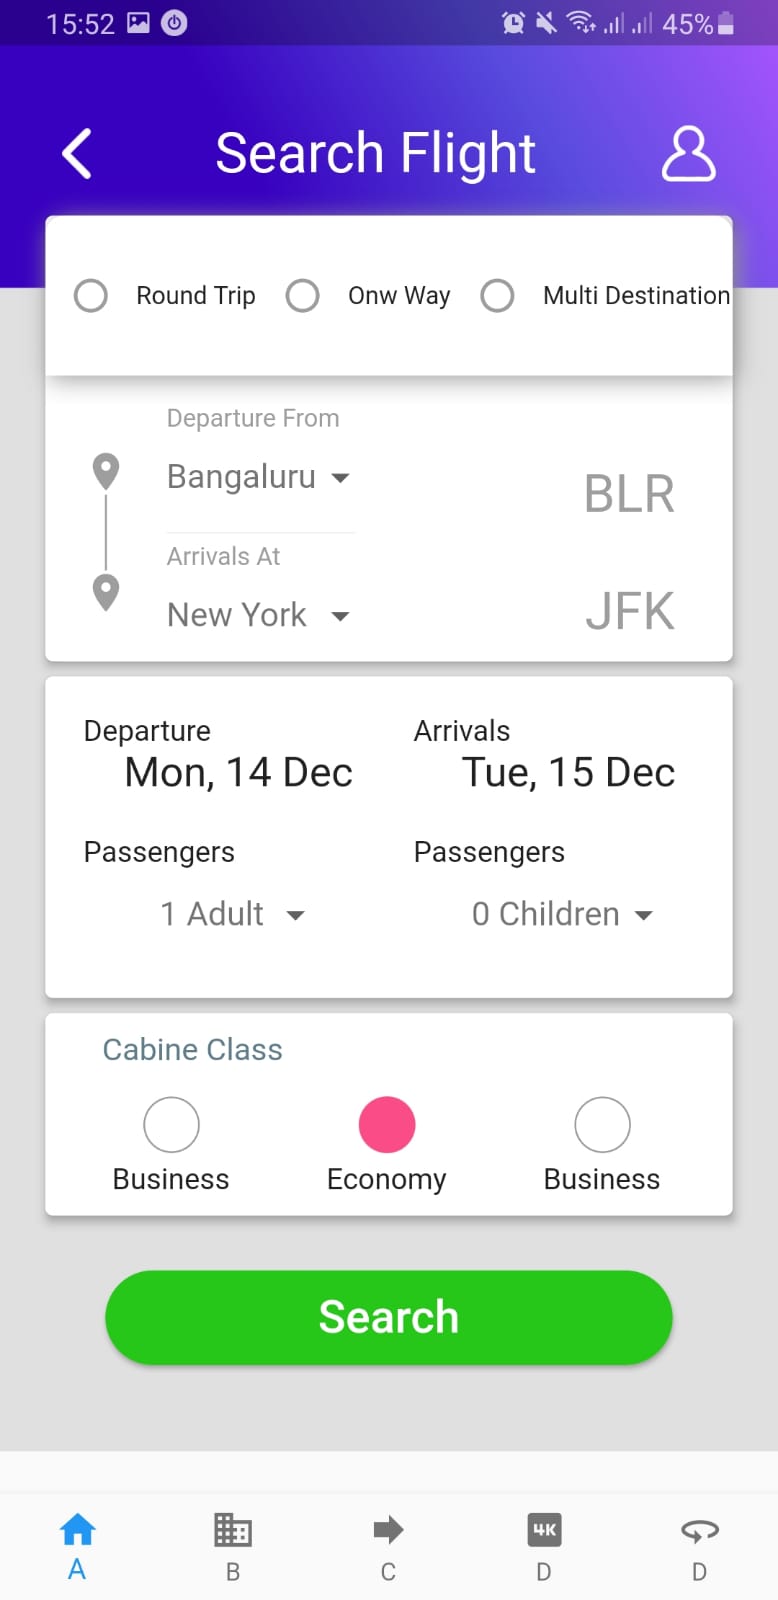 15:52 45%
Search Flight
Round Trip Onw Way Multi Destination
Departure From
Bangaluru BLR
Arrivals At
New York JFK
Departure Arrivals
Mon, 14 Dec Tue, 15 Dec
Passengers Passengers
1 Adult 0 Children
Cabine Class
Business Economy Business
Search
4K
A B C D D